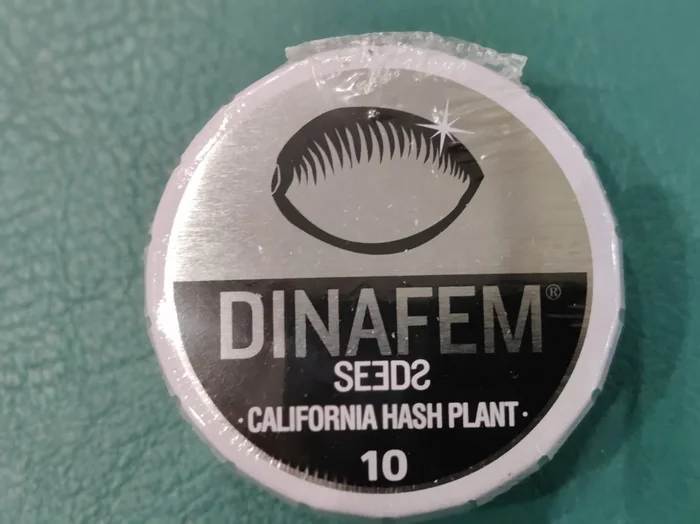 DINAFEM®
SEEDS
·CALIFORNIA HASH PLANT·
10